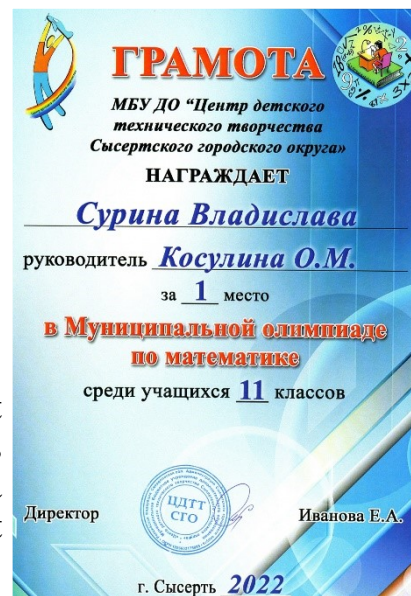 ГРАМОТА
МБУ ДО “Центр детского
технического творчества
Сысертского городского округа»
НАГРАЖДАЕТ
Сурина Владислава
руководитель Косулина О.М.
за 1 место
в Муниципальной олимпиаде
по математике
среди учащихся 11 классов
ЦДТТ
СГО
Директор Иванова Е.А.
г. Сысерть 2022